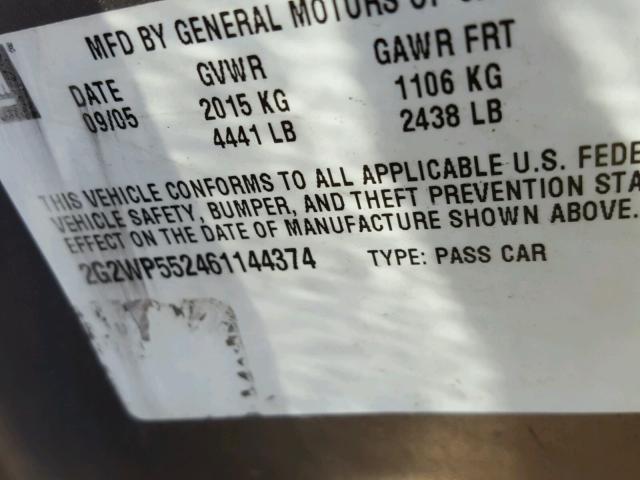 MFD BY GENERAL MOTORS OF
DATE GVWR GAWR FRT
09/05 2015 KG 1106 KG
4441 LB 2438 LB
THIS VEHICLE CONFORMS TO ALL APPLICABLE U.S. FEDE
VEHICLE SAFETY, BUMPER, AND THEFT PREVENTION STA
EFFECT ON THE DATE OF MANUFACTURE SHOWN ABOVE.
2G2WP552461144374 TYPE: PASS CAR